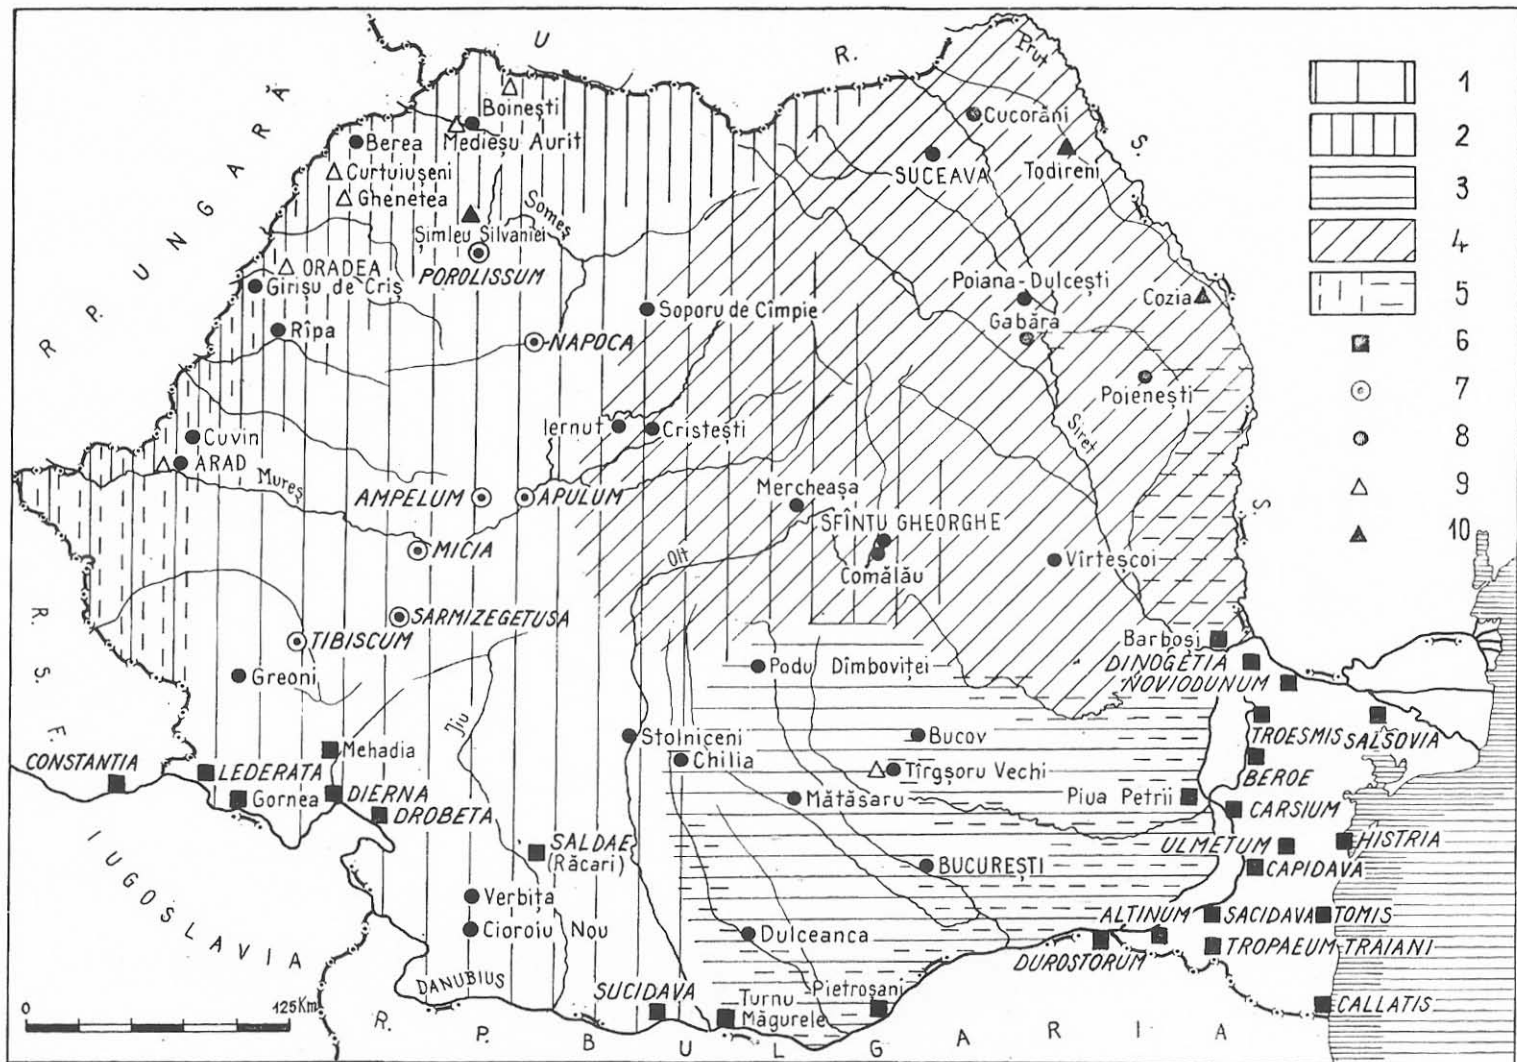 U R. S. S.
R P. UNGARĂ
R. S. F. IUGOSLAVIA
R. P. BULGARIA
Prut
Boinești
Cucorăni
Medieșu Aurit
Berea
Curtuiușeni
Ghenetea
SUCEAVA
Todireni
Someș
Șimleu Silvaniei
POROLISSUM
ORADEA
Girișu de Criș
Poiana-Dulcești
Cozia
Gabăra
Rîpa
Soporu de Cîmpie
NAPOCA
Poienești
Siret
Cuvin
ARAD
Iernut
Cristești
Mureș
AMPELUM
APULUM
Mercheașa
SFÎNTU GHEORGHE
Comălău
Olt
MICIA
Vîrteșcoi
SARMIZEGETUSA
TIBISCUM
Barboși
DINOGETIA
NOVIODUNUM
Greoni
Podu Dîmboviței
Jiu
TROESMIS
SALSOVIA
Stolniceni
Bucov
Mehadia
CONSTANTIA
LEDERATA
Chilia
Tîrgșoru Vechi
BEROE
Gornea
DIERNA
Mătăsaru
Piua Petrii
CARSIUM
DROBETA
SALDAE
(Răcari)
ULMETUM
HISTRIA
BUCUREȘTI
CAPIDAVA
Verbița
Cioroiu Nou
ALTINUM
SACIDAVA
TOMIS
Dulceanca
TROPAEUM-TRAIANI
DUROSTORUM
DANUBIUS
SUCIDAVA
Turnu
Măgurele
Pietroșani
CALLATIS
0 125Km
1
2
3
4
5
6
7
8
9
10